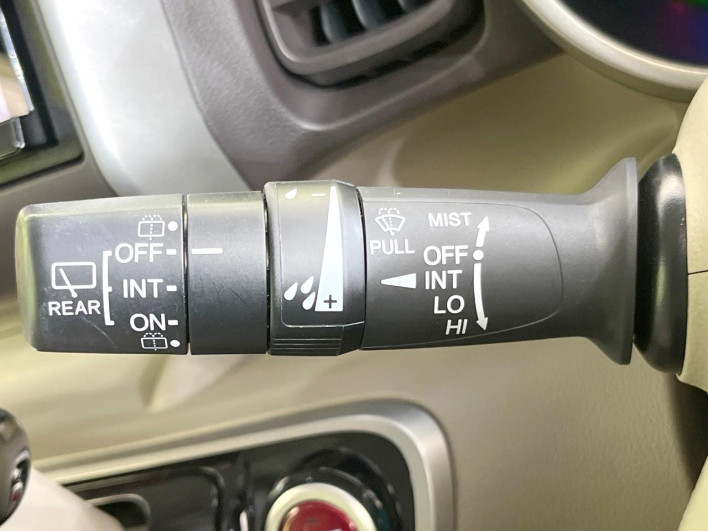 OFF
INT
REAR
ON
- +
PULL
MIST
OFF
INT
LO
HI